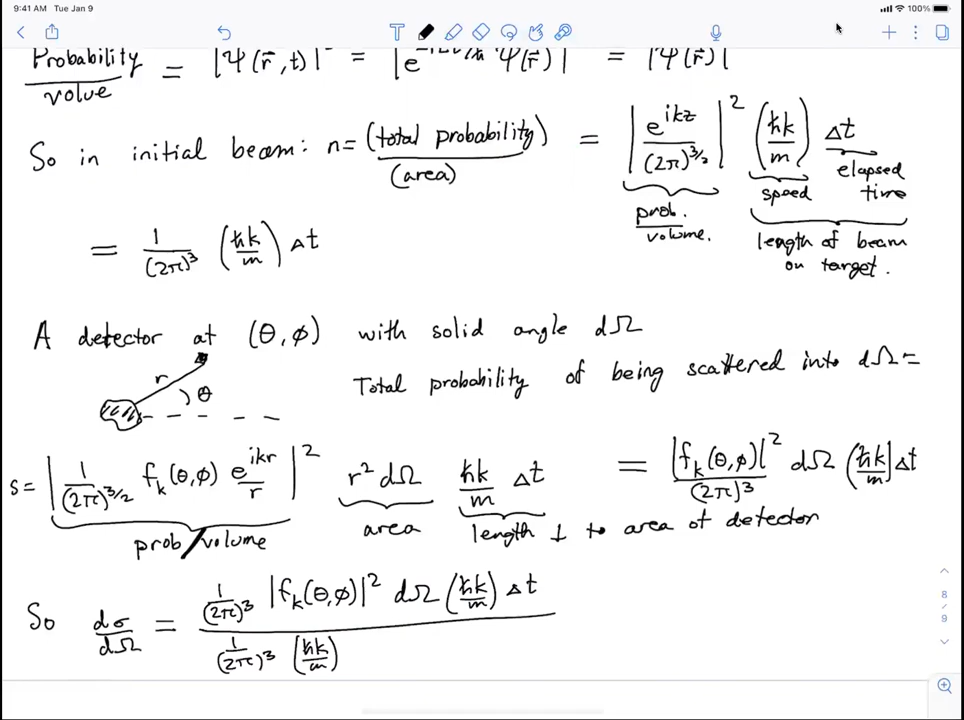 9:41 AM Tue Jan 9 100%
Probability/volue = |Ψ(r⃗,t)|² = |e Ψ(r⃗)| = |Ψ(r⃗)|
So in initial beam: n = (total probability)/(area) = |e^{ikz}/(2π)^{3/2}|² (ħk/m) Δt
speed elapsed time
prob./volume. length of beam on target.
= 1/(2π)³ (ħk/m) Δt
A detector at (θ,ϕ) with solid angle dΩ
r θ
Total probability of being scattered into dΩ =
s = |1/(2π)^{3/2} f_k(θ,ϕ) e^{ikr}/r|² r² dΩ ħk/m Δt = |f_k(θ,ϕ)|²/(2π)³ dΩ (ħk/m) Δt
prob/volume area length ⊥ to area of detector
So dσ/dΩ = 1/(2π)³ |f_k(θ,ϕ)|² dΩ (ħk/m) Δt / 1/(2π)³ (ħk/m)
8/9